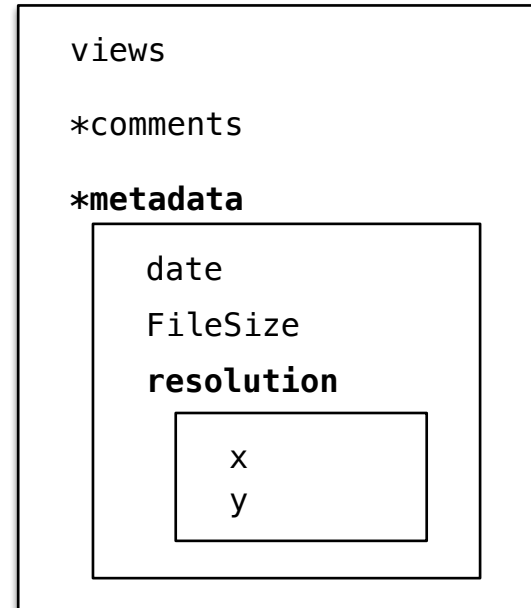 views
*comments
*metadata
date
FileSize
resolution
x
y